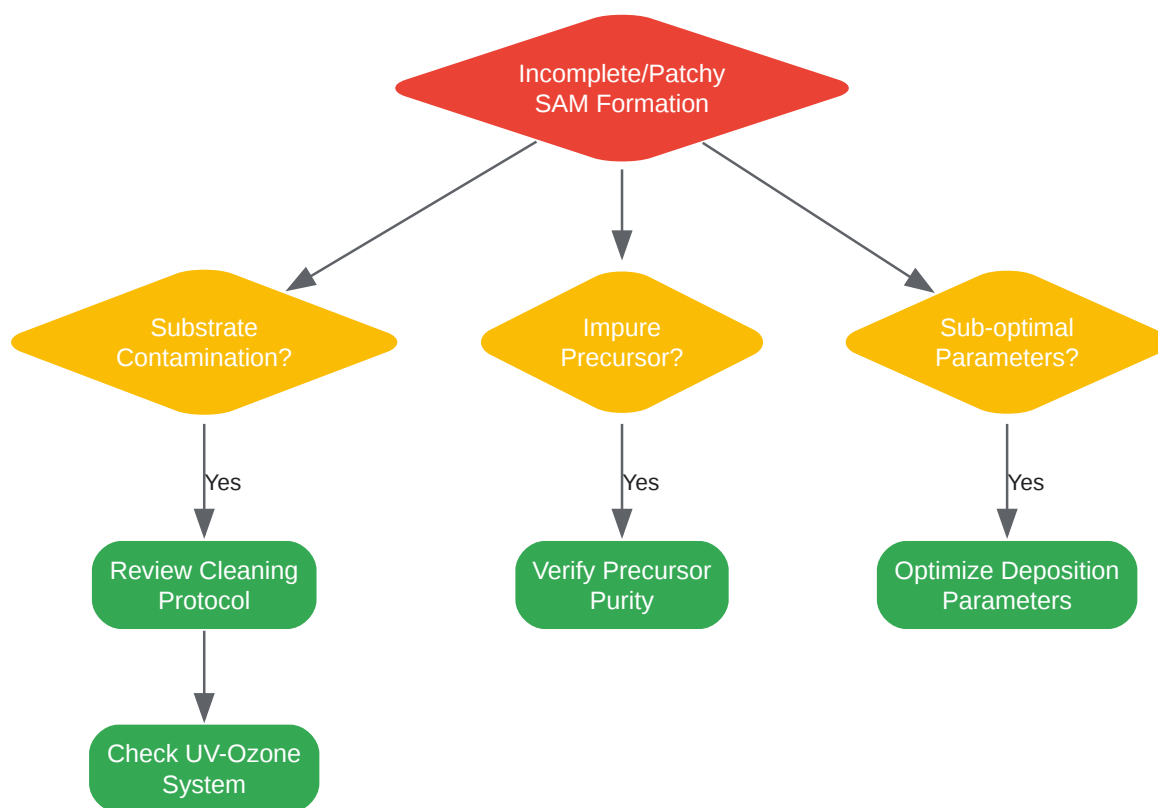 Incomplete/Patchy
SAM Formation
Substrate
Contamination?
Impure
Precursor?
Sub-optimal
Parameters?
Yes
Yes
Yes
Review Cleaning
Protocol
Verify Precursor
Purity
Optimize Deposition
Parameters
Check UV-Ozone
System